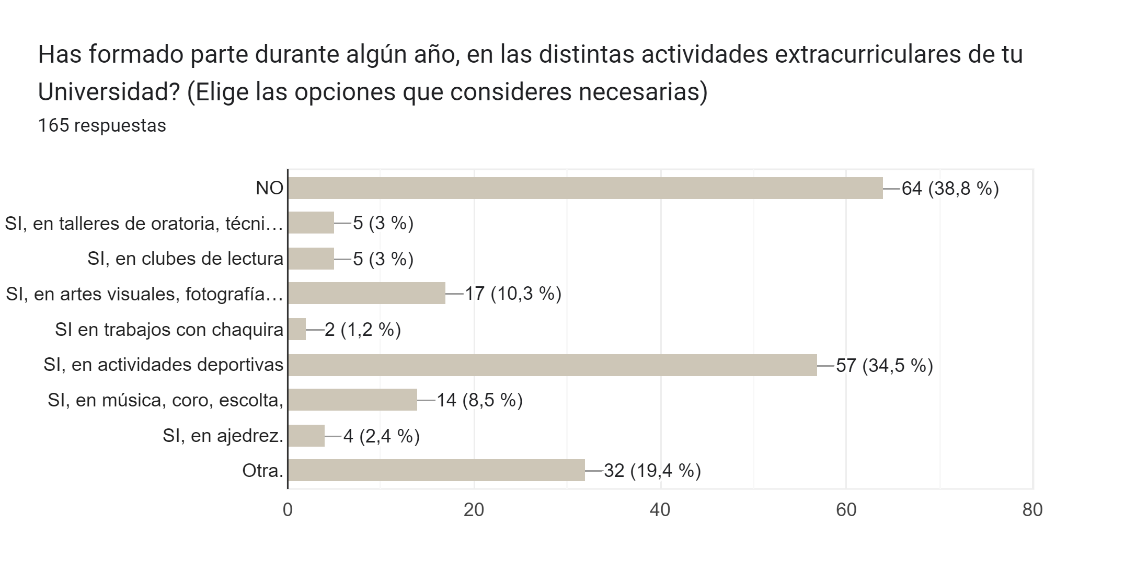 Has formado parte durante algún año, en las distintas actividades extracurriculares de tu
Universidad? (Elige las opciones que consideres necesarias)
165 respuestas
NO 64 (38,8 %)
SI, en talleres de oratoria, técni… 5 (3 %)
SI, en clubes de lectura 5 (3 %)
SI, en artes visuales, fotografía… 17 (10,3 %)
SI en trabajos con chaquira 2 (1,2 %)
SI, en actividades deportivas 57 (34,5 %)
SI, en música, coro, escolta, 14 (8,5 %)
SI, en ajedrez. 4 (2,4 %)
Otra. 32 (19,4 %)
0 20 40 60 80